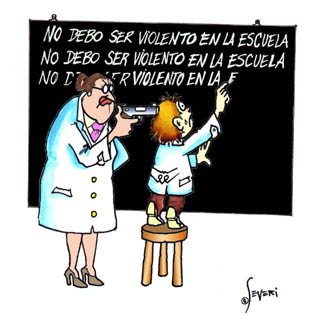 NO DEBO SER VIOLENTO EN LA ESCUELA
NO DEBO SER VIOLENTO EN LA ESCUELA
NO D SER VIOLENTO EN LA E
© SEVERI